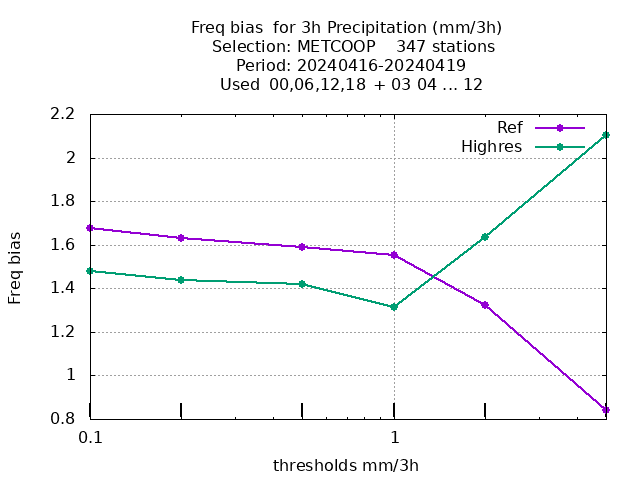 Freq bias  for 3h Precipitation (mm/3h)
Selection: METCOOP    347 stations
Period: 20240416-20240419
Used  00,06,12,18  + 03 04 ... 12
Ref
Highres
Freq bias
2.2
2
1.8
1.6
1.4
1.2
1
0.8
0.1
1
thresholds mm/3h